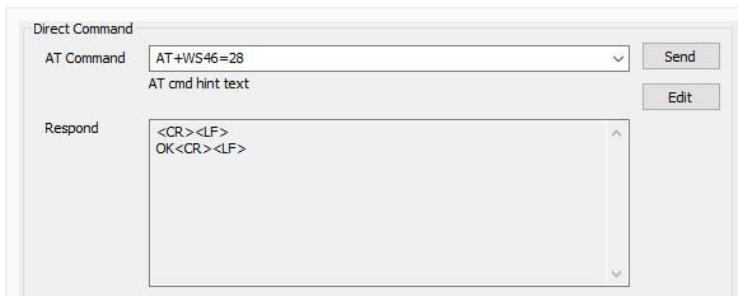 Direct Command
AT Command
AT+WS46=28
Send
AT cmd hint text
Edit
Respond
<CR><LF>
OK<CR><LF>